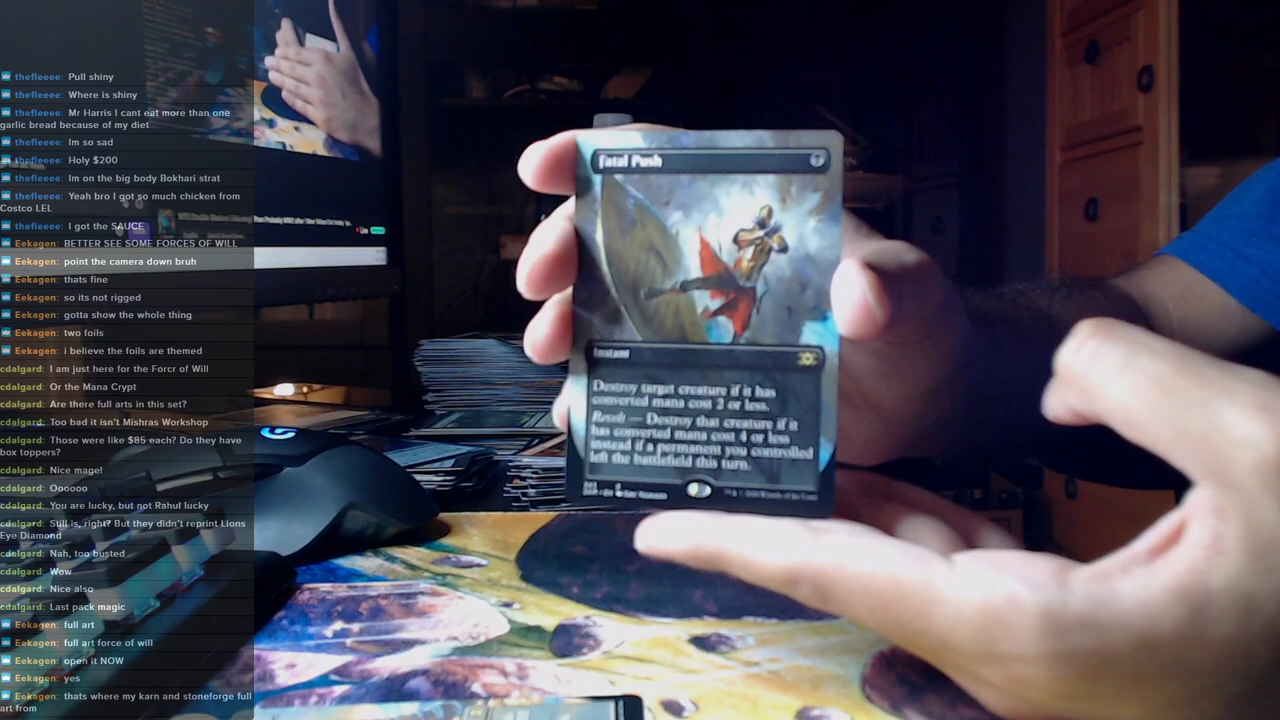 thefleeee: Pull shiny
thefleeee: Where is shiny
thefleeee: Mr Harris I cant eat more than one
garlic bread because of my diet
thefleeee: Im so sad
thefleeee: Holy $200
thefleeee: Im on the big body Bokhari strat
thefleeee: Yeah bro I got so much chicken from
Costco LEL
thefleeee: I got the SAUCE
Eekagen: BETTER SEE SOME FORCES OF WILL
Eekagen: point the camera down bruh
Eekagen: thats fine
Eekagen: so its not rigged
Eekagen: gotta show the whole thing
Eekagen: two foils
Eekagen: i believe the foils are themed
cdalgard: I am just here for the Forcr of Will
cdalgard: Or the Mana Crypt
cdalgard: Are there full arts in this set?
cdalgard: Too bad it isn't Mishras Workshop
cdalgard: Those were like $85 each? Do they have
box toppers?
cdalgard: Nice mage!
cdalgard: Oooooo
cdalgard: You are lucky, but not Rahul lucky
cdalgard: Still is, right? But they didn't reprint Lions
Eye Diamond
cdalgard: Nah, too busted
cdalgard: Wow
cdalgard: Nice also
cdalgard: Last pack magic
Eekagen: full art
Eekagen: full art force of will
Eekagen: open it NOW
Eekagen: yes
Eekagen: thats where my karn and stoneforge full
art from
Fatal Push
Instant
Destroy target creature if it has
converted mana cost 2 or less.
Revolt — Destroy that creature if it
has converted mana cost 4 or less
instead if a permanent you controlled
left the battlefield this turn.